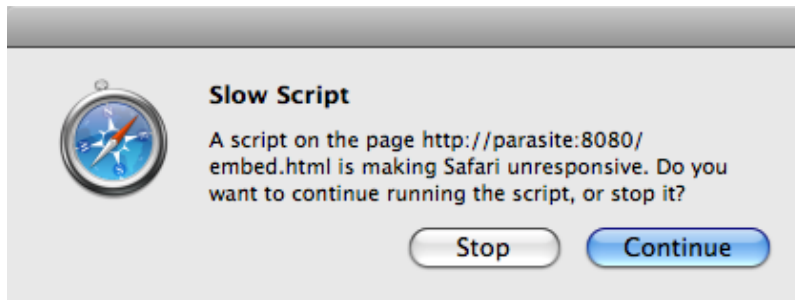 Slow Script
A script on the page http://parasite:8080/
embed.html is making Safari unresponsive. Do you
want to continue running the script, or stop it?
Stop Continue